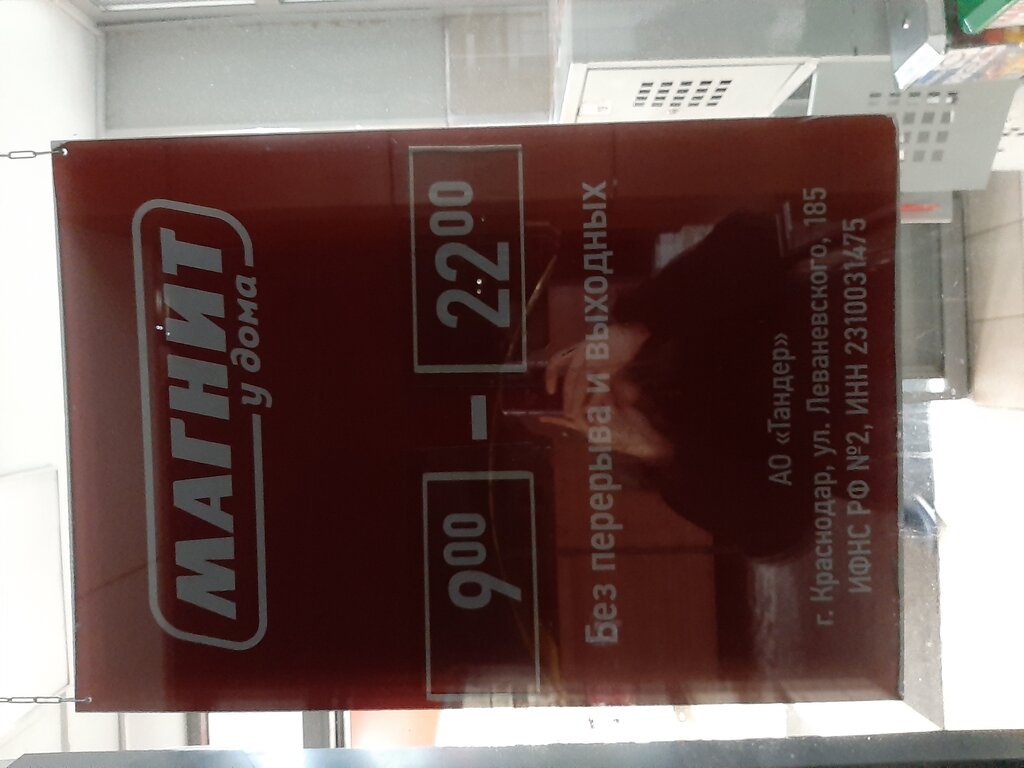 МАГНИТ
у дома
9⁰⁰ – 22⁰⁰
Без перерыва и выходных
АО «Тандер»
г. Краснодар, ул. Леваневского, 185
ИФНС РФ №2, ИНН 2310031475